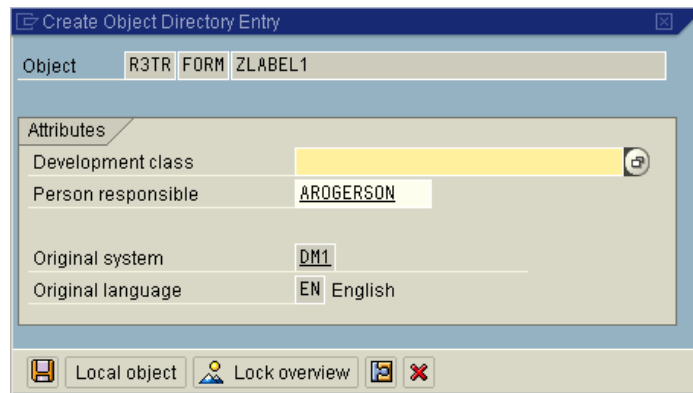 Create Object Directory Entry
Object R3TR FORM ZLABEL1
Attributes
Development class
Person responsible AROGERSON
Original system DM1
Original language EN English
Local object Lock overview